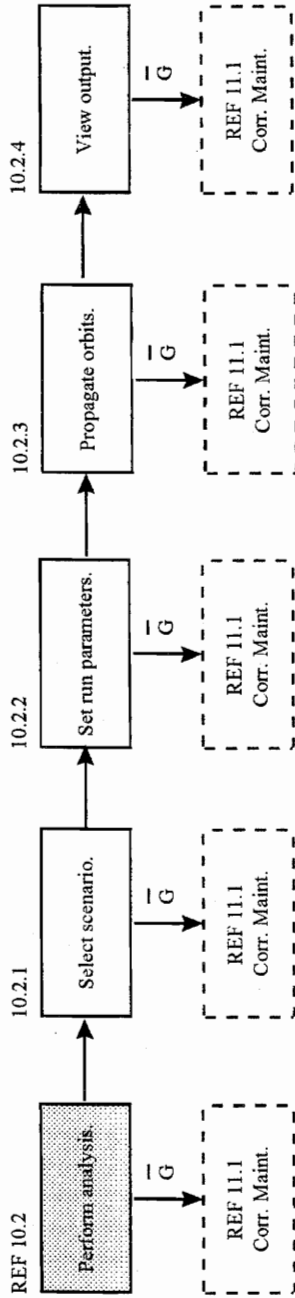 REF 10.2
Perform analysis.
G
REF 11.1
Corr. Maint.
10.2.1
Select scenario.
G
REF 11.1
Corr. Maint.
10.2.2
Set run parameters.
G
REF 11.1
Corr. Maint.
10.2.3
Propagate orbits.
G
REF 11.1
Corr. Maint.
10.2.4
View output.
G
REF 11.1
Corr. Maint.